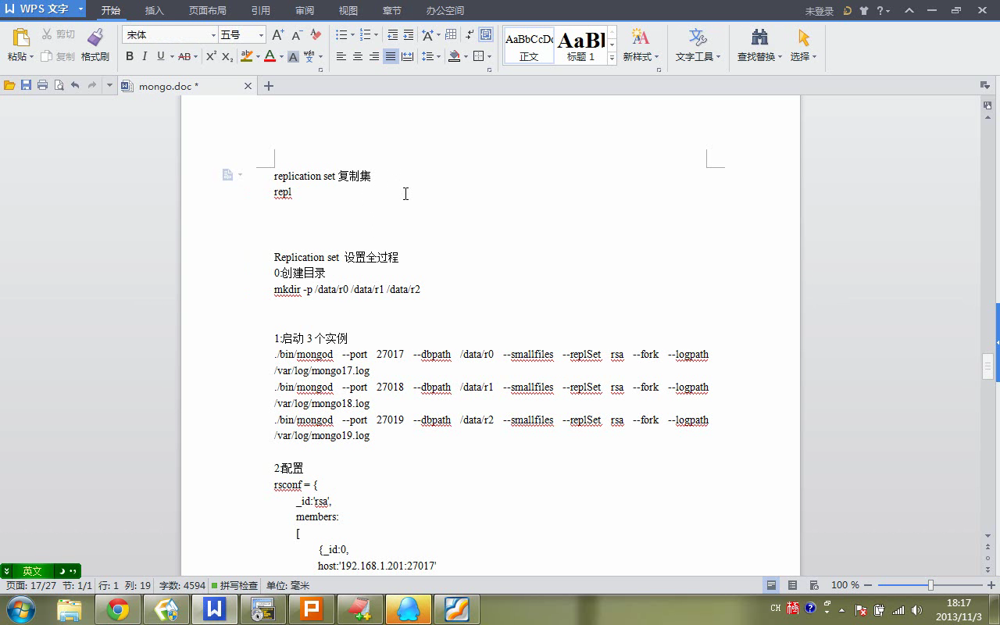 WPS 文字
开始 插入 页面布局 引用 审阅 视图 章节 办公空间
未登录
粘贴 剪切 复制 格式刷
宋体 五号
AaBbCcDc AaBl
正文 标题 1 新样式 文字工具 查找替换 选择
mongo.doc *
replication set 复制集
repl
Replication set 设置全过程
0:创建目录
mkdir -p /data/r0 /data/r1 /data/r2
1:启动 3 个实例
./bin/mongod --port 27017 --dbpath /data/r0 --smallfiles --replSet rsa --fork --logpath
/var/log/mongo17.log
./bin/mongod --port 27018 --dbpath /data/r1 --smallfiles --replSet rsa --fork --logpath
/var/log/mongo18.log
./bin/mongod --port 27019 --dbpath /data/r2 --smallfiles --replSet rsa --fork --logpath
/var/log/mongo19.log
2:配置
rsconf = {
_id:'rsa',
members:
[
{_id:0,
host:'192.168.1.201:27017'
英文
页面: 17/27 节: 1/1 行: 1 列: 19 字数: 4594 拼写检查 单位: 毫米
100 %
CH
18:17
2013/11/3